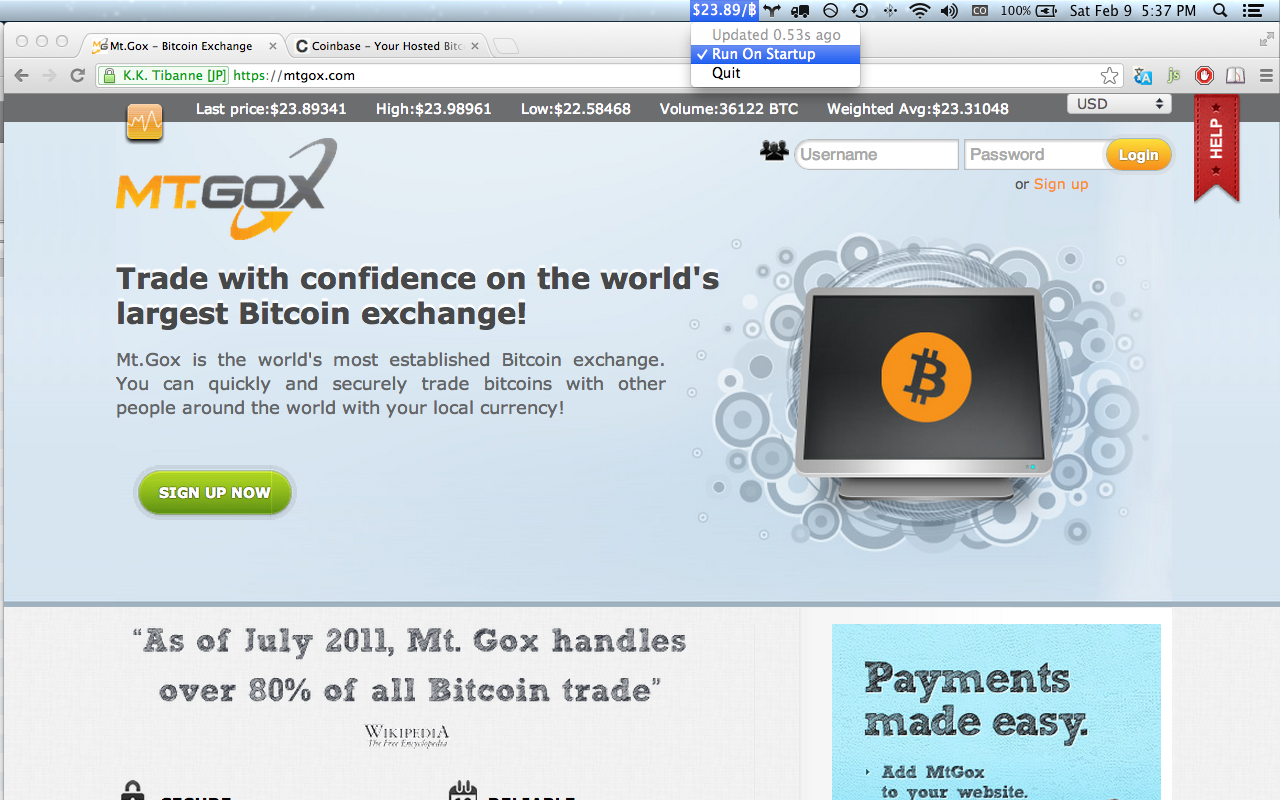 $23.89/฿
CO
100%
Sat Feb 9 5:37 PM
Updated 0.53s ago
✓ Run On Startup
Quit
Mt.Gox – Bitcoin Exchange
Coinbase – Your Hosted Bitc
K.K. Tibanne [JP] https://mtgox.com
js
Last price:$23.89341 High:$23.98961 Low:$22.58468 Volume:36122 BTC Weighted Avg:$23.31048
USD
HELP
MT.GOX
Username
Password
Login
or Sign up
Trade with confidence on the world's
largest Bitcoin exchange!
Mt.Gox is the world's most established Bitcoin exchange.
You can quickly and securely trade bitcoins with other
people around the world with your local currency!
SIGN UP NOW
“As of July 2011, Mt. Gox handles
over 80% of all Bitcoin trade”
WIKIPEDIA
The Free Encyclopedia
Payments
made easy.
Add MtGox
to your website.
SECURE
RELIABLE